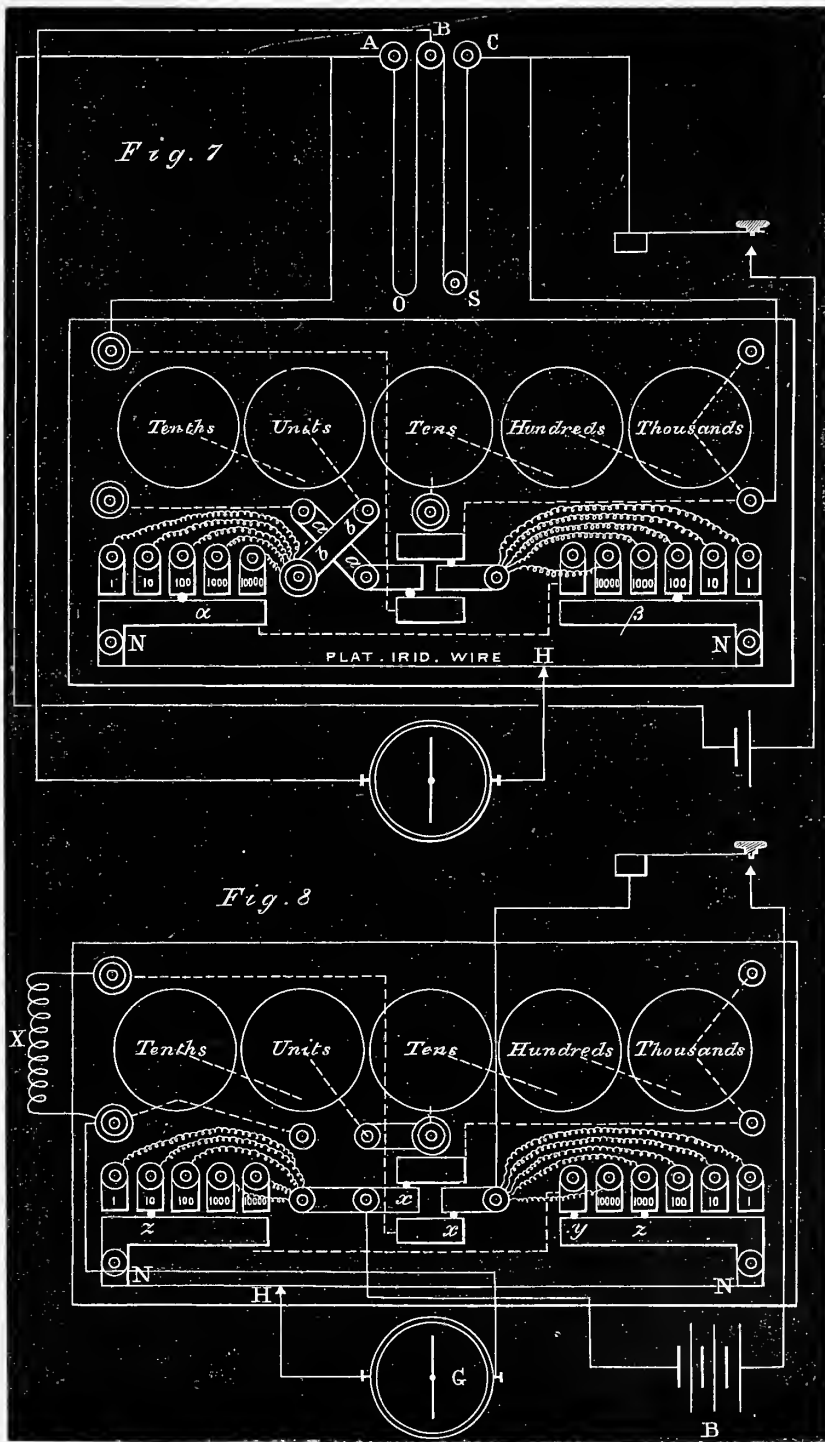 A B C
Fig. 7
O S
Tenths Units Tens Hundreds Thousands
a b
b a
1 10 100 1000 10000 10000 1000 100 10 1
α β
N N
PLAT. IRID. WIRE H
Fig. 8
X
Tenths Units Tens Hundreds Thousands
1 10 100 1000 10000 x 10000 1000 100 10 1
z x y z
N N
H
G
B